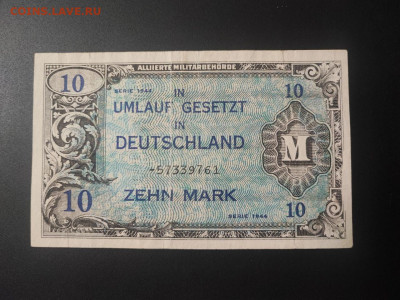 COINSS.LAVE.RU
ALLIIERTE MILITÄRBEHÖRDE
10 SERIE 1944 IN 10
UMLAUF GESETZT
IN
DEUTSCHLAND
M
-57339761
10 ZEHN MARK 10
SERIE 1944